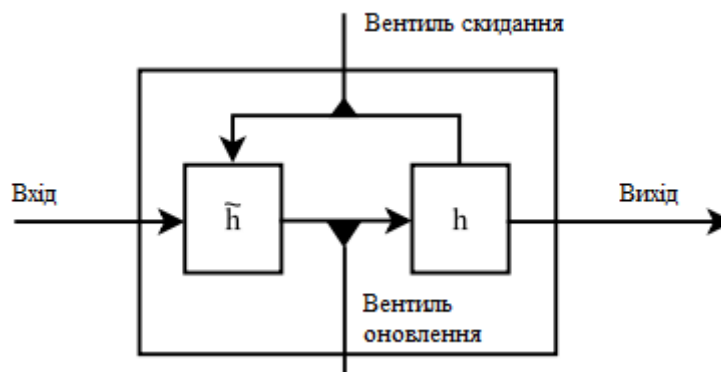 Вентиль скидання
Вхід
h̃
h
Вихід
Вентиль
оновлення